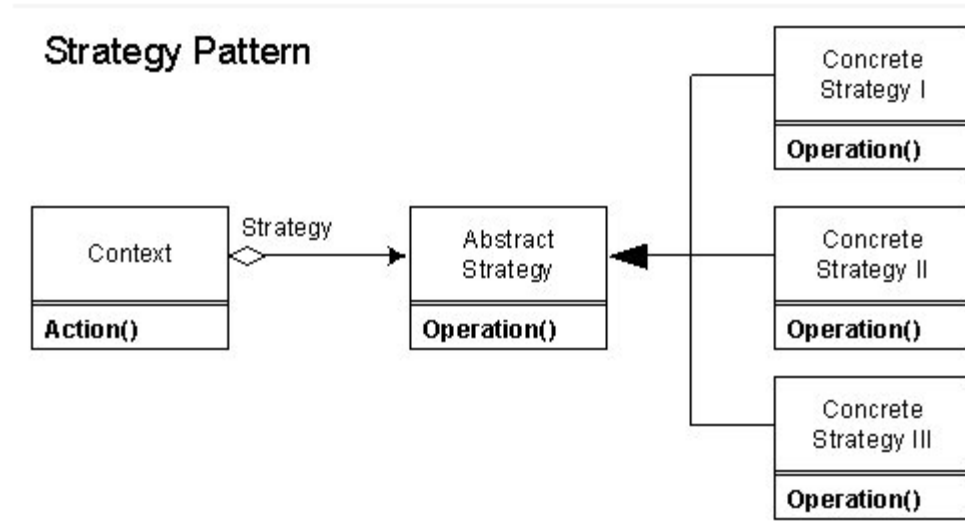 Strategy Pattern
Context
Action()
Strategy
Abstract
Strategy
Operation()
Concrete
Strategy I
Operation()
Concrete
Strategy II
Operation()
Concrete
Strategy III
Operation()